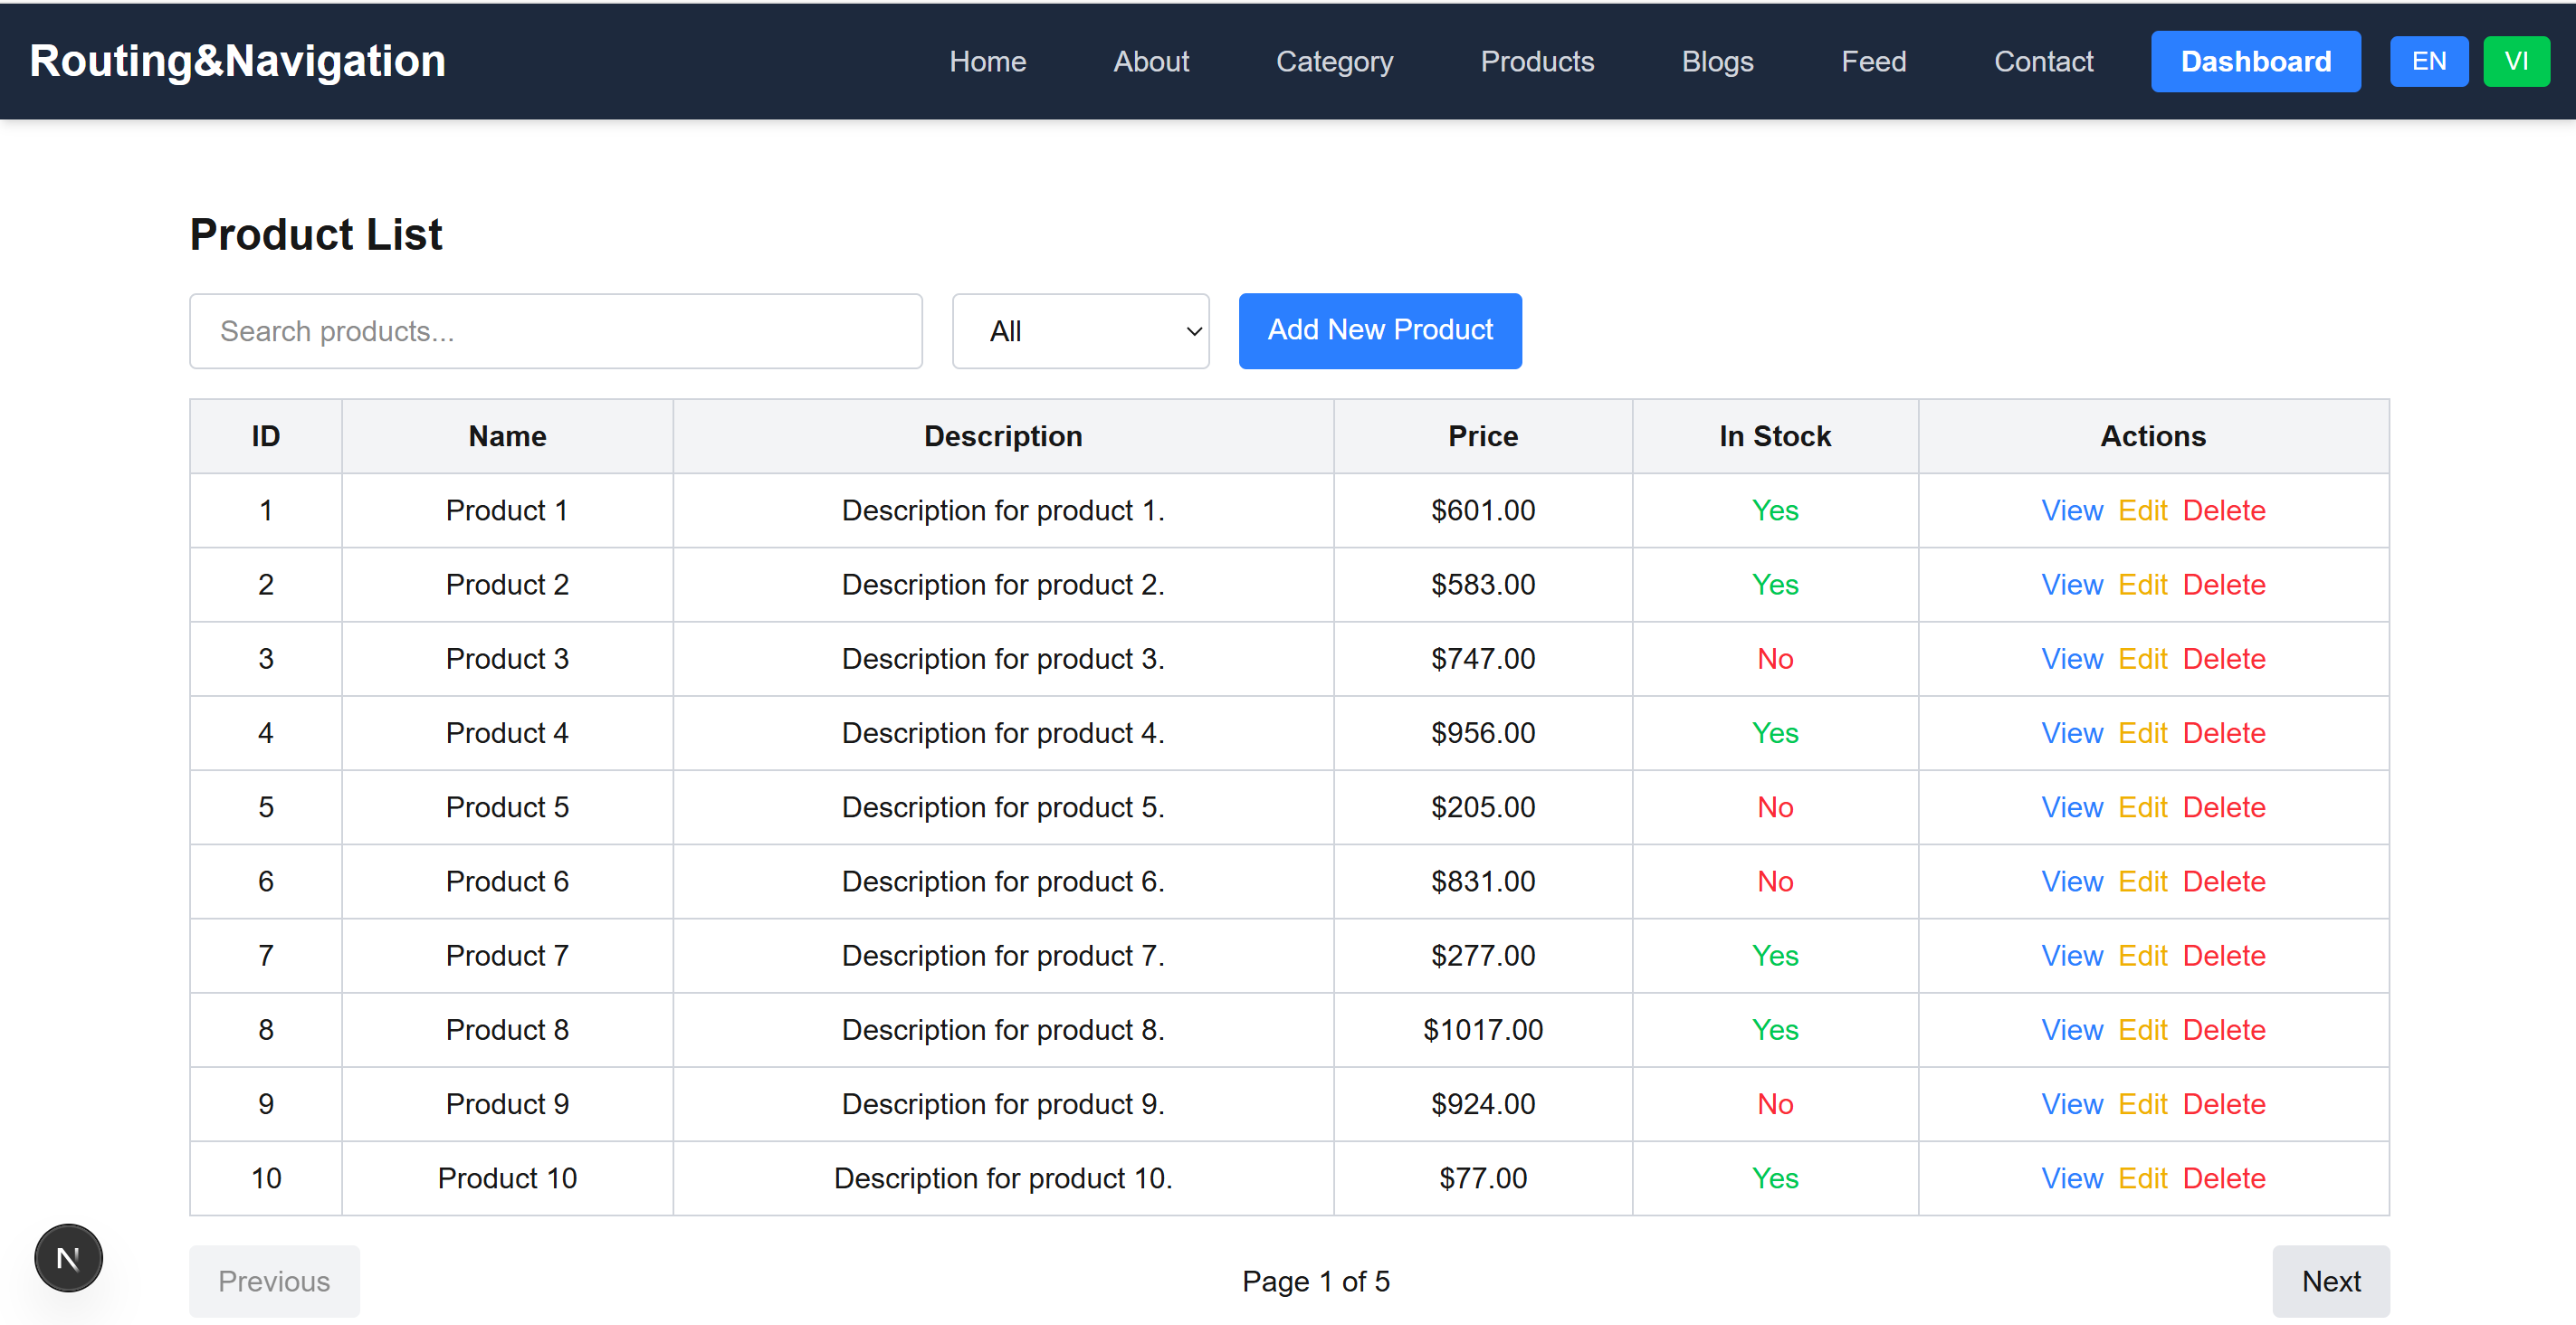 Routing&Navigation Home About Category Products Blogs Feed Contact Dashboard EN VI
Product List
Search products... All Add New Product
ID Name Description Price In Stock Actions
1 Product 1 Description for product 1. $601.00 Yes View Edit Delete
2 Product 2 Description for product 2. $583.00 Yes View Edit Delete
3 Product 3 Description for product 3. $747.00 No View Edit Delete
4 Product 4 Description for product 4. $956.00 Yes View Edit Delete
5 Product 5 Description for product 5. $205.00 No View Edit Delete
6 Product 6 Description for product 6. $831.00 No View Edit Delete
7 Product 7 Description for product 7. $277.00 Yes View Edit Delete
8 Product 8 Description for product 8. $1017.00 Yes View Edit Delete
9 Product 9 Description for product 9. $924.00 No View Edit Delete
10 Product 10 Description for product 10. $77.00 Yes View Edit Delete
N
Previous Page 1 of 5 Next